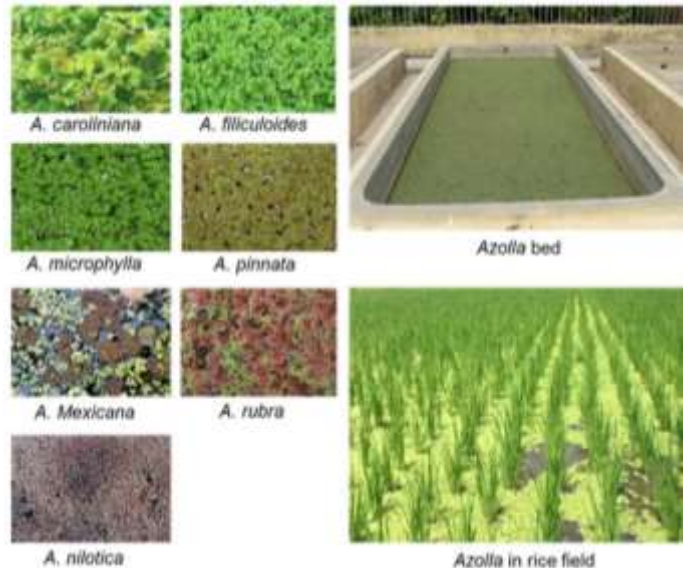 A. caroliniana
A. filiculoides
A. microphylla
A. pinnata
Azolla bed
A. Mexicana
A. rubra
A. nilotica
Azolla in rice field